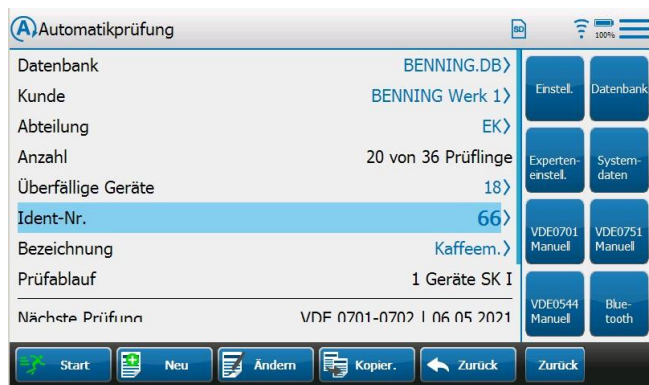 A Automatikprüfung SD 100%
Datenbank BENNING.DB
Kunde BENNING Werk 1
Abteilung EK
Anzahl 20 von 36 Prüflinge
Überfällige Geräte 18
Ident-Nr. 66
Bezeichnung Kaffeem.
Prüfablauf 1 Geräte SK I
Nächste Prüfung VDE 0701-0702 | 06.05.2021
Einstell. Datenbank
Experten-
einstell.
System-
daten
VDE0701
Manuell
VDE0751
Manuell
VDE0544
Manuell
Blue-
tooth
Start Neu Ändern Kopier. Zurück Zurück